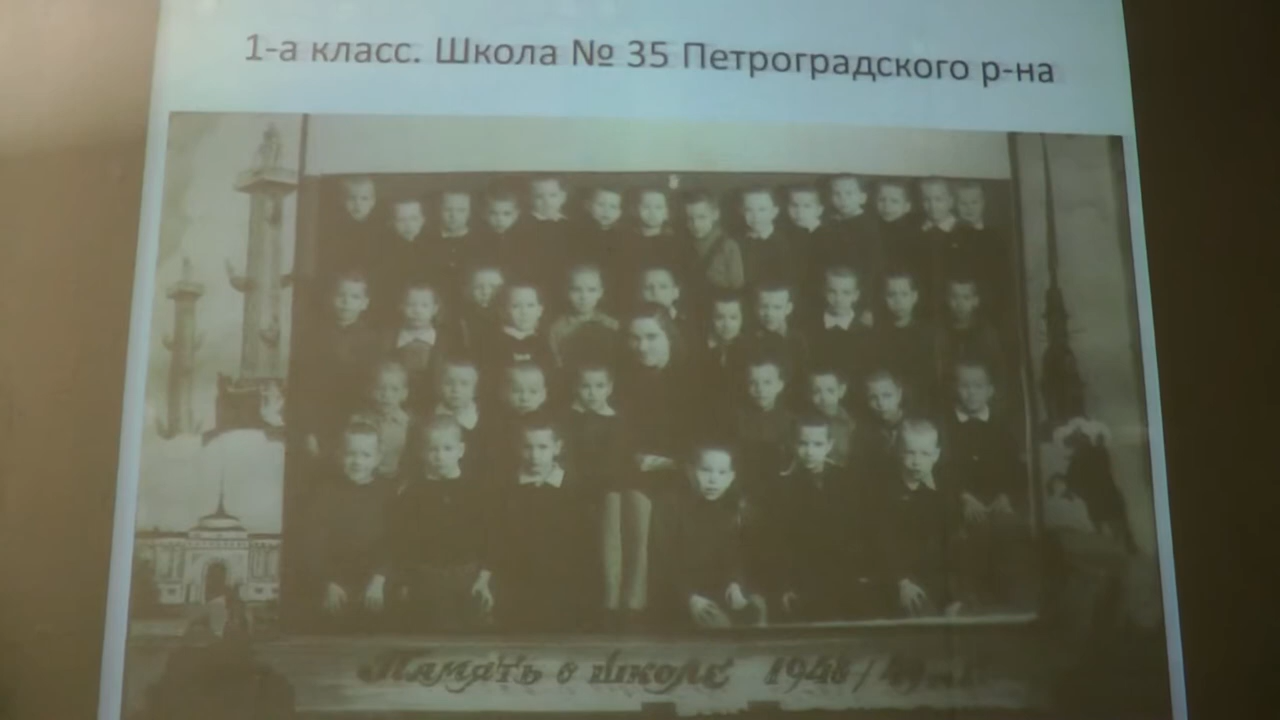 1-а класс. Школа № 35 Петроградского р-на
Память о школе 1948/49